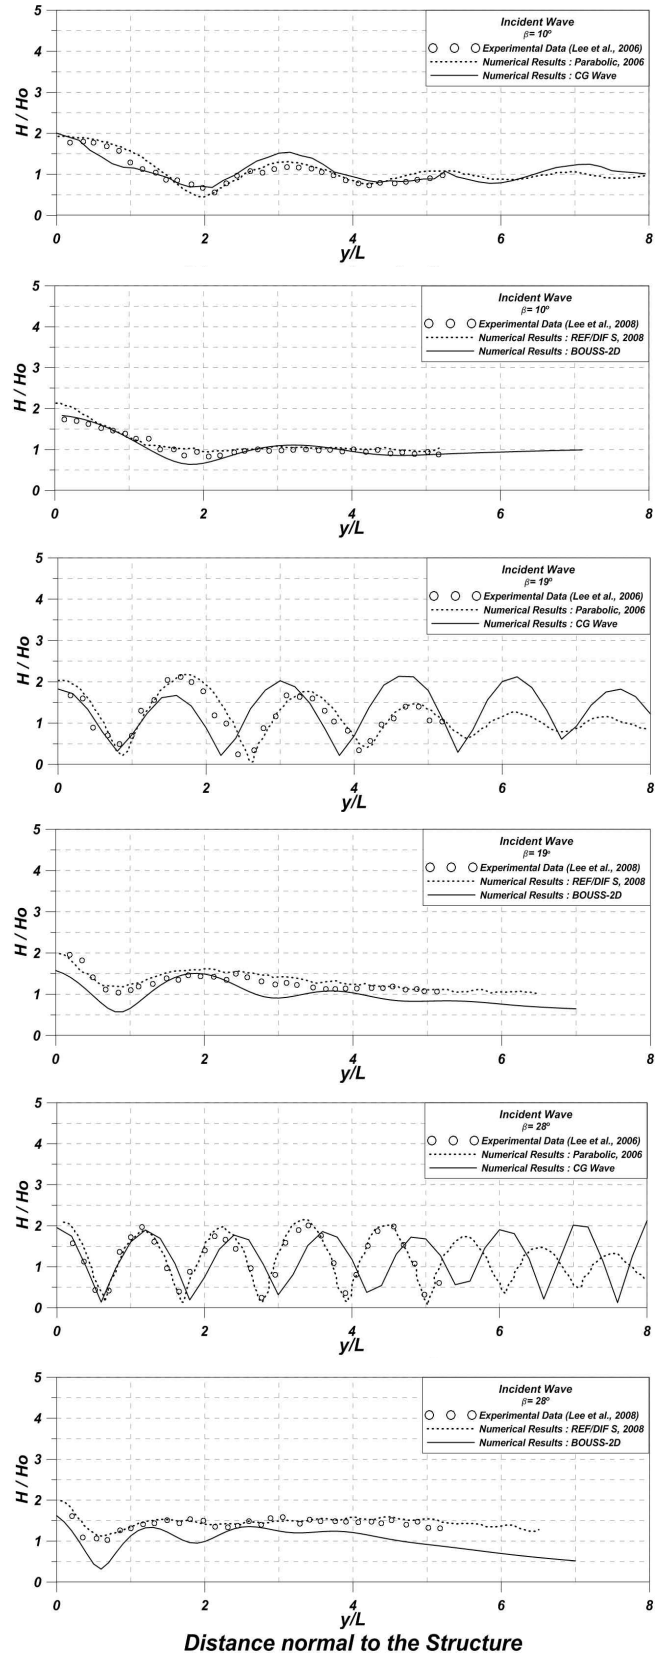 5
Incident Wave
β= 10º
4
Experimental Data (Lee et al., 2006)
Numerical Results : Parabolic, 2006
Numerical Results : CG Wave
3
H / Ho
2
1
0
0 2 4 6 8
y/L
5
Incident Wave
β= 10º
4
Experimental Data (Lee et al., 2008)
Numerical Results : REF/DIF S, 2008
Numerical Results : BOUSS-2D
3
H / Ho
2
1
0
0 2 4 6 8
y/L
5
Incident Wave
β= 19º
4
Experimental Data (Lee et al., 2006)
Numerical Results : Parabolic, 2006
Numerical Results : CG Wave
3
H / Ho
2
1
0
0 2 4 6 8
y/L
5
Incident Wave
β= 19º
4
Experimental Data (Lee et al., 2008)
Numerical Results : REF/DIF S, 2008
Numerical Results : BOUSS-2D
3
H / Ho
2
1
0
0 2 4 6 8
y/L
5
Incident Wave
β= 28º
4
Experimental Data (Lee et al., 2006)
Numerical Results : Parabolic, 2006
Numerical Results : CG Wave
3
H / Ho
2
1
0
0 2 4 6 8
y/L
5
Incident Wave
β= 28º
4
Experimental Data (Lee et al., 2008)
Numerical Results : REF/DIF S, 2008
Numerical Results : BOUSS-2D
3
H / Ho
2
1
0
0 2 4 6 8
y/L
Distance normal to the Structure